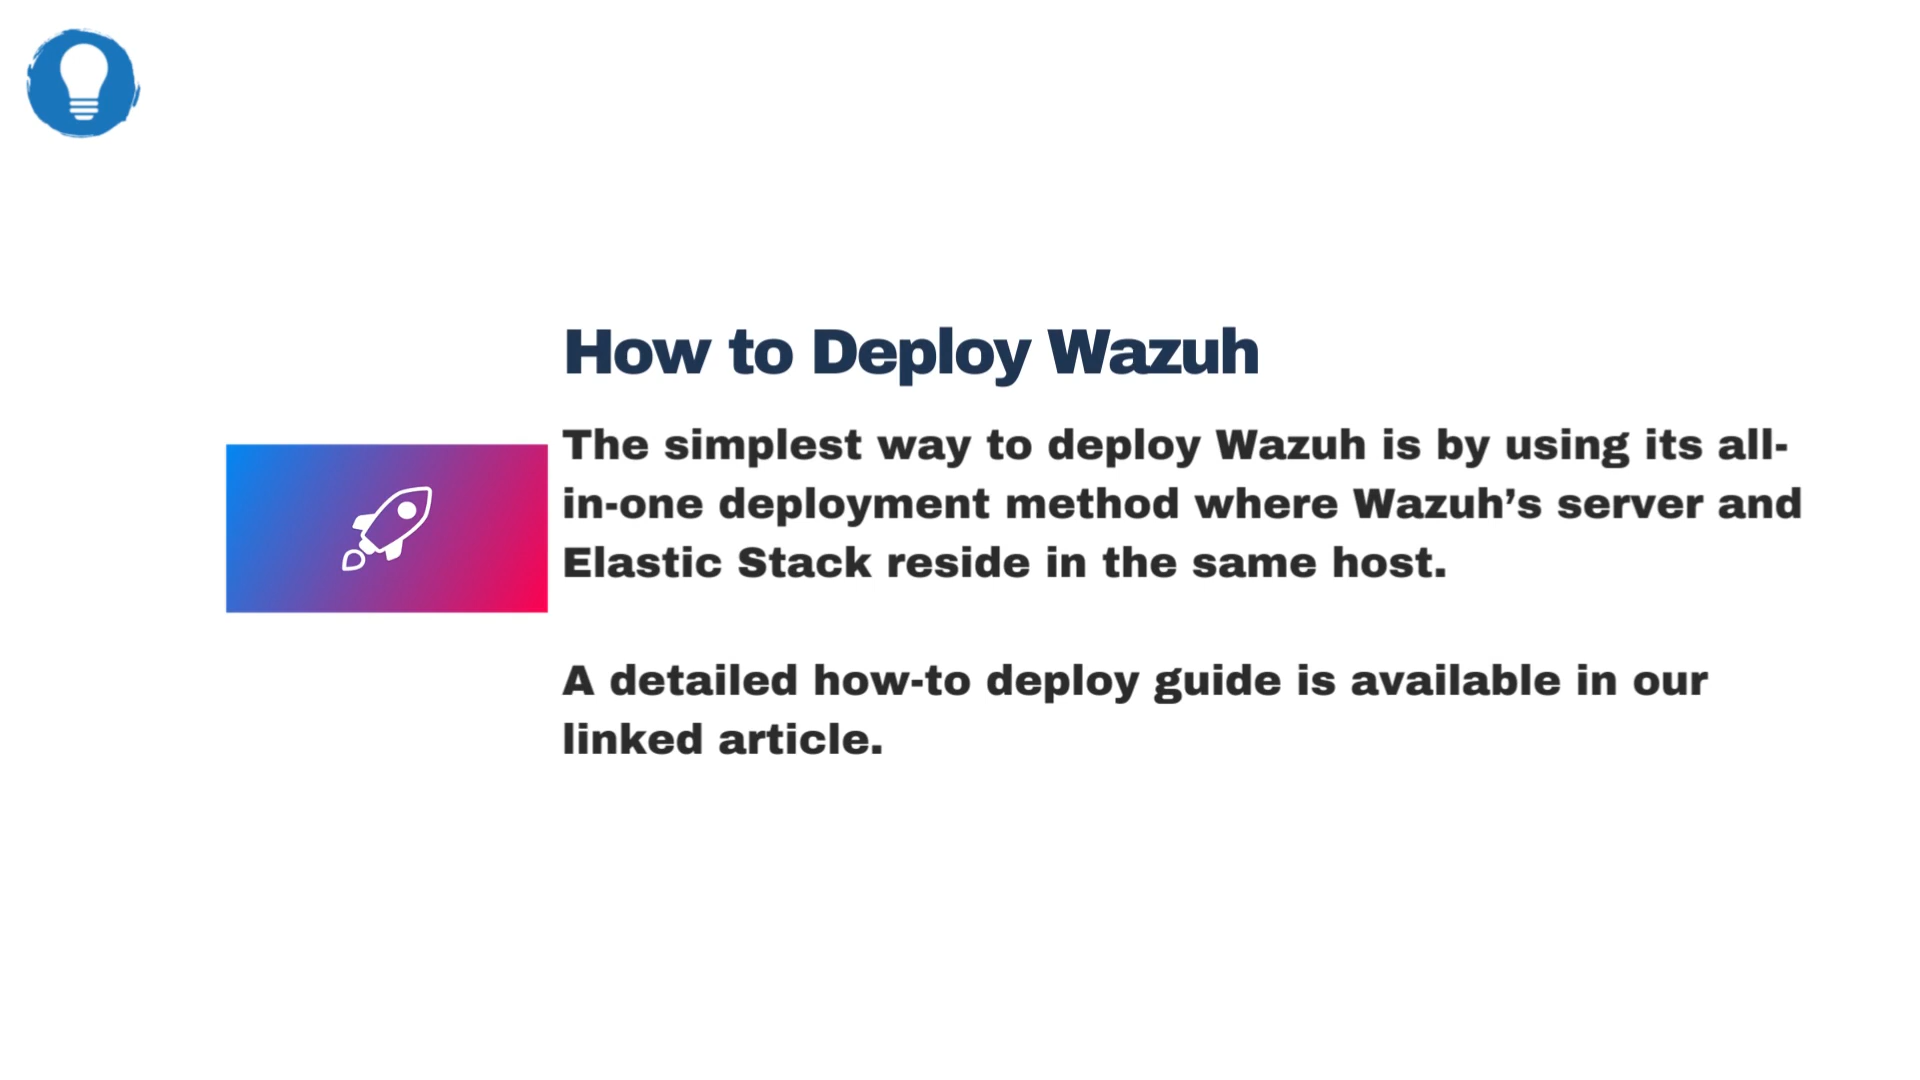 How to Deploy Wazuh
The simplest way to deploy Wazuh is by using its all-
in-one deployment method where Wazuh’s server and
Elastic Stack reside in the same host.
A detailed how-to deploy guide is available in our
linked article.